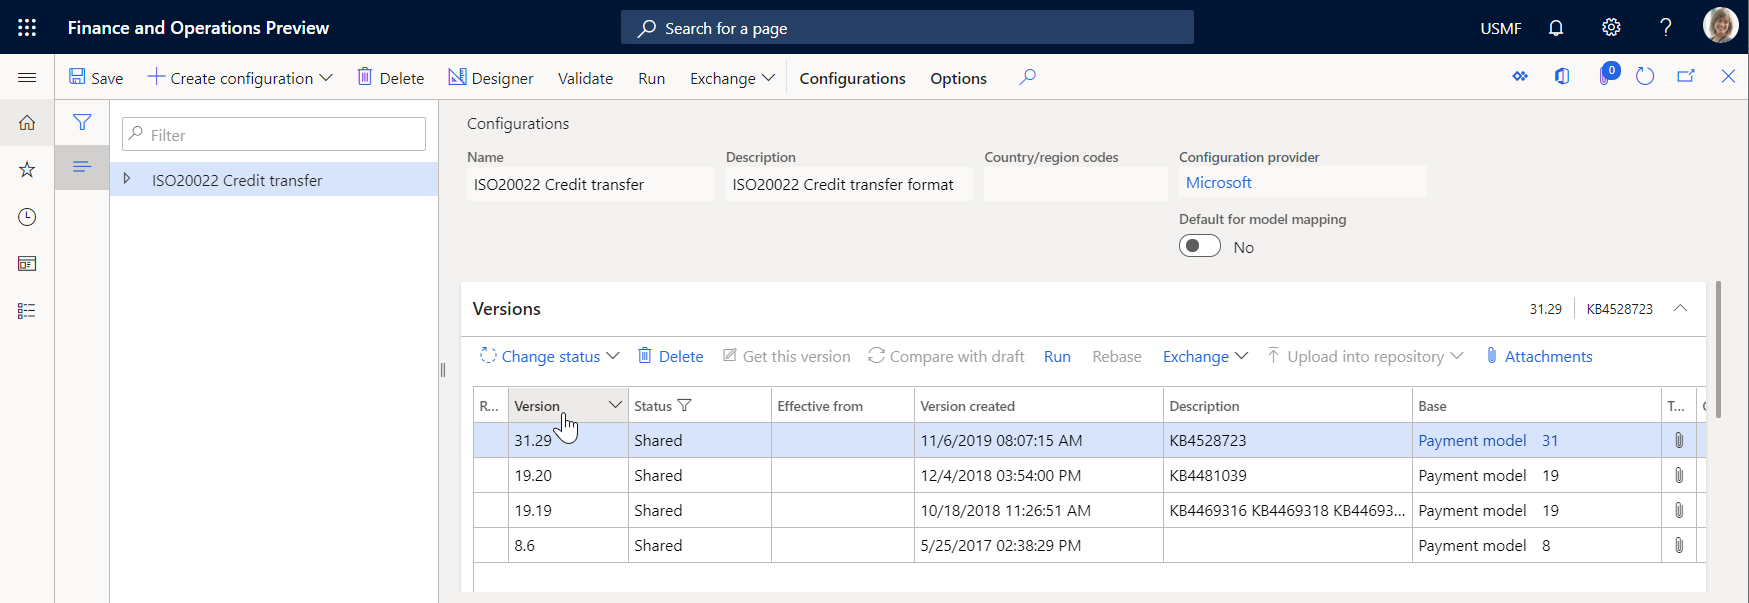 Finance and Operations Preview
Search for a page
USMF
Save
Create configuration
Delete
Designer
Validate
Run
Exchange
Configurations
Options
0
Filter
ISO20022 Credit transfer
Configurations
Name
Description
Country/region codes
Configuration provider
ISO20022 Credit transfer
ISO20022 Credit transfer format
Microsoft
Default for model mapping
No
Versions
31.29
KB4528723
Change status
Delete
Get this version
Compare with draft
Run
Rebase
Exchange
Upload into repository
Attachments
R... Version Status Effective from Version created Description Base T...
31.29 Shared 11/6/2019 08:07:15 AM KB4528723 Payment model 31
19.20 Shared 12/4/2018 03:54:00 PM KB4481039 Payment model 19
19.19 Shared 10/18/2018 11:26:51 AM KB4469316 KB4469318 KB44693... Payment model 19
8.6 Shared 5/25/2017 02:38:29 PM Payment model 8